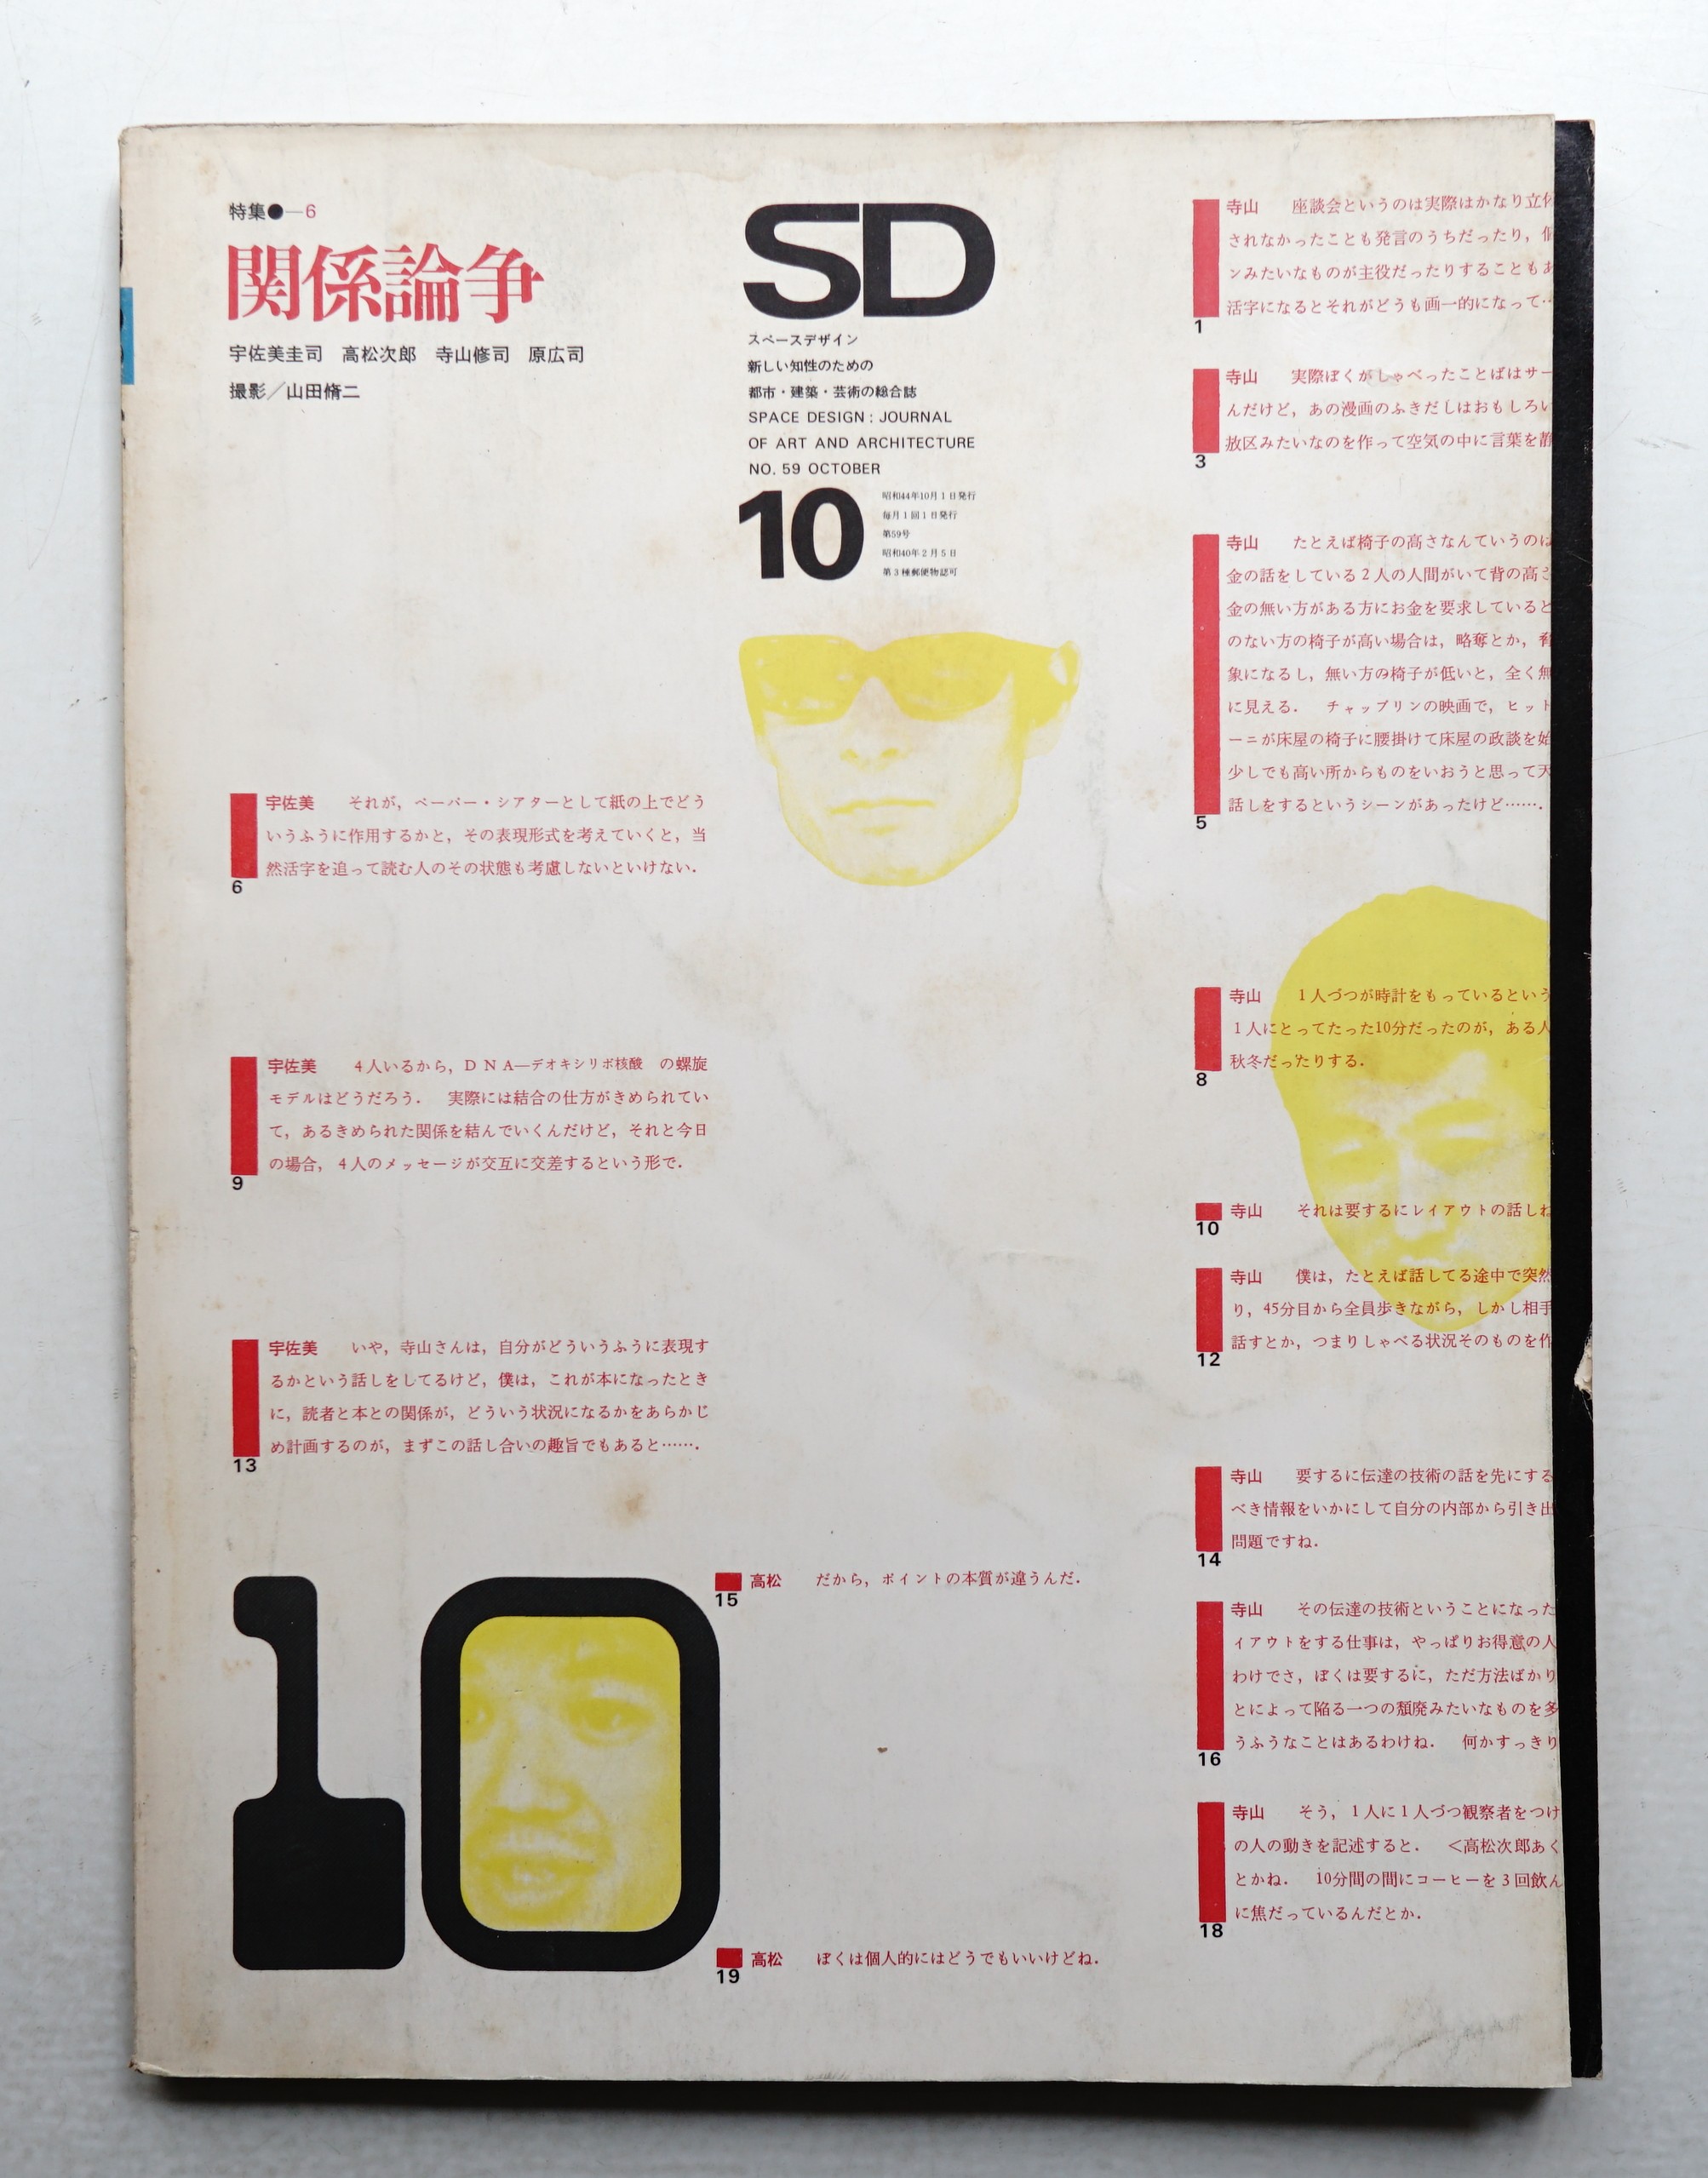 特集●—6
関係論争
宇佐美圭司　高松次郎　寺山修司　原広司
撮影／山田脩二
SD
スペースデザイン
新しい知性のための
都市・建築・芸術の総合誌
SPACE DESIGN : JOURNAL
OF ART AND ARCHITECTURE
NO. 59 OCTOBER
10
昭和44年10月1日発行
毎月1回1日発行
第59号
昭和40年2月5日
第3種郵便物認可
寺山　座談会というのは実際はかなり立体
されなかったことも発言のうちだったり，
ンみたいなものが主役だったりすることもあ
活字になるとそれがどうも画一的になって…
1
寺山　実際ぼくがしゃべったことばはサー
んだけど，あの漫画のふきだしはおもしろい
放区みたいなのを作って空気の中に言葉を静
3
寺山　たとえば椅子の高さなんていうのは
金の話をしている2人の人間がいて背の高さ
金の無い方がある方にお金を要求していると
のない方の椅子が高い場合は，略奪とか，
象になるし，無い方の椅子が低いと，全く無
に見える．　チャップリンの映画で，ヒット
ーニが床屋の椅子に腰掛けて床屋の政談を始
少しでも高い所からものをいおうと思って天
話しをするというシーンがあったけど……．
5
宇佐美　それが，ペーパー・シアターとして紙の上でどう
いうふうに作用するかと，その表現形式を考えていくと，当
然活字を追って読む人のその状態も考慮しないといけない．
6
寺山　1人づつが時計をもっているという
1人にとってたった10分だったのが，ある人
秋冬だったりする．
8
宇佐美　4人いるから，DNA—デオキシリボ核酸　の螺旋
モデルはどうだろう．　実際には結合の仕方がきめられてい
て，あるきめられた関係を結んでいくんだけど，それと今日
の場合，4人のメッセージが交互に交差するという形で．
9
寺山　それは要するにレイアウトの話しね
10
寺山　僕は，たとえば話してる途中で突然
り，45分目から全員歩きながら，しかし相手
話すとか，つまりしゃべる状況そのものを作
12
宇佐美　いや，寺山さんは，自分がどういうふうに表現す
るかという話しをしてるけど，僕は，これが本になったとき
に，読者と本との関係が，どういう状況になるかをあらかじ
め計画するのが，まずこの話し合いの趣旨でもあると……．
13
寺山　要するに伝達の技術の話を先にする
べき情報をいかにして自分の内部から引き出
問題ですね．
14
高松　だから，ポイントの本質が違うんだ．
15
寺山　その伝達の技術ということになった
イアウトをする仕事は，やっぱりお得意の人
わけでさ，ぼくは要するに，ただ方法ばかり
とによって陥る一つの頽廃みたいなものを多
うふうなことはあるわけね．　何かすっきり
16
寺山　そう，1人に1人づつ観察者をつけ
の人の動きを記述すると．　＜高松次郎あく
とかね．　10分間の間にコーヒーを3回飲ん
に焦だっているんだとか．
18
高松　ぼくは個人的にはどうでもいいけどね．
19
10